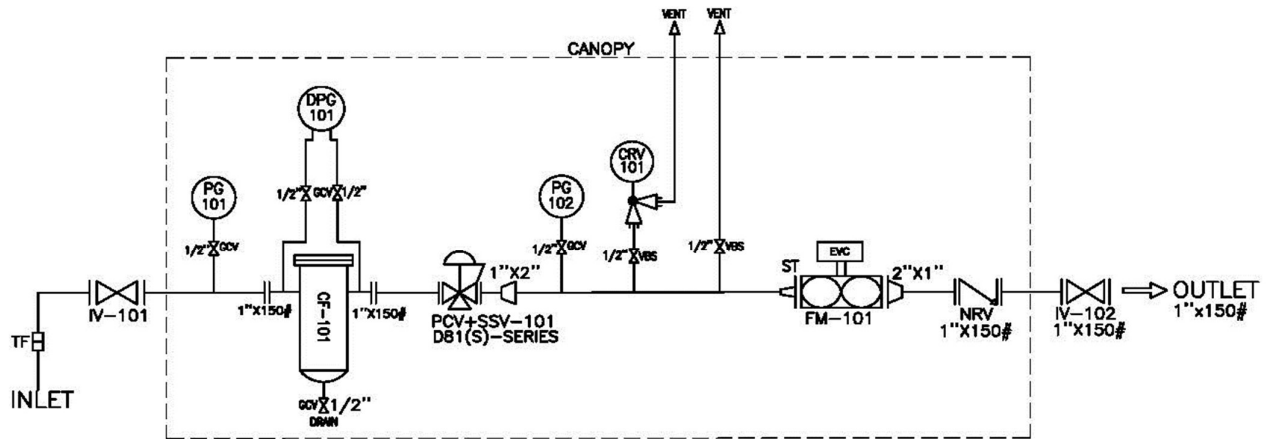 VENT
VENT
CANOPY
DPG
101
CRV
101
PG
101
1/2"
GCV
1/2"
PG
102
1/2"
GCV
1/2"
GCV
1/2"
VBS
1/2"
VBS
EVC
ST
1"X2"
2"X1"
IV-101
1"X150#
CF-101
1"X150#
PCV+SSV-101
D81(S)-SERIES
FM-101
NRV
1"X150#
IV-102
1"X150#
OUTLET
1"x150#
TF
INLET
GCV
1/2"
DRAIN